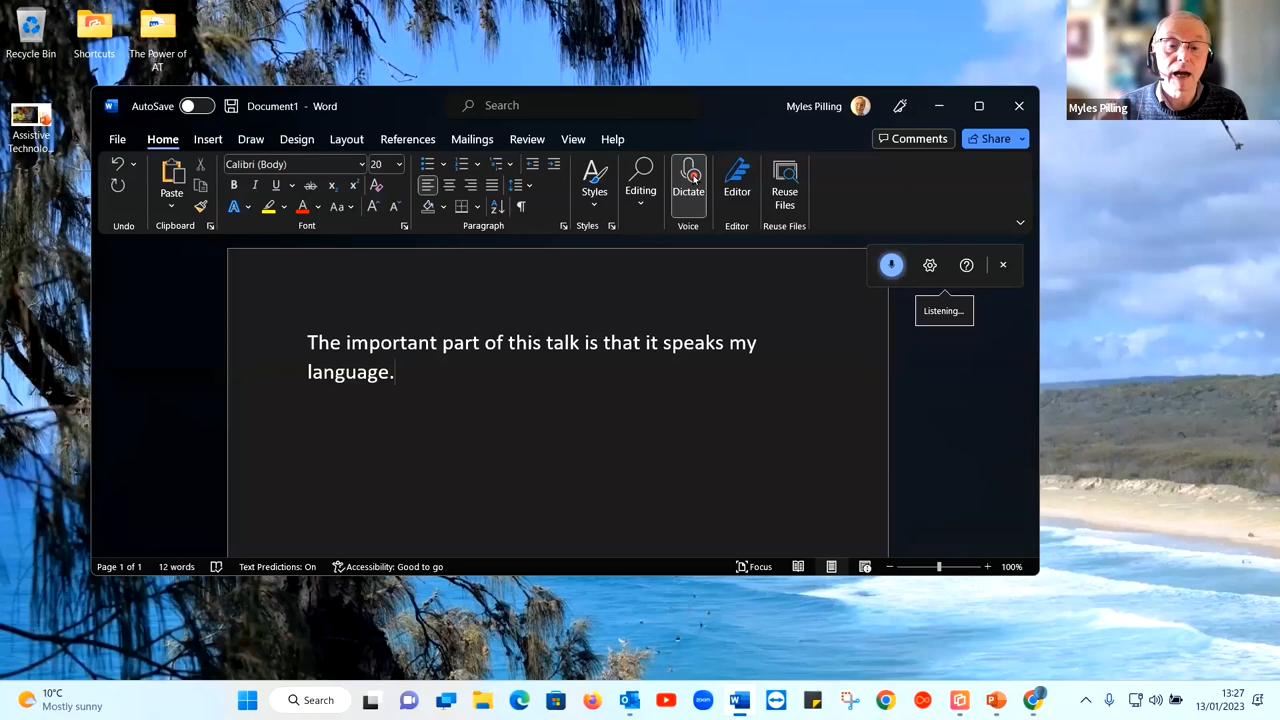 Recycle Bin
Shortcuts
The Power of
AT
Assistive
Technolo...
Myles Pilling
AutoSave
Document1 - Word
Search
Myles Pilling
File
Home
Insert
Draw
Design
Layout
References
Mailings
Review
View
Help
Comments
Share
Paste
Calibri (Body)
20
Styles
Editing
Dictate
Editor
Reuse
Files
Undo
Clipboard
Font
Paragraph
Styles
Voice
Editor
Reuse Files
Listening...
The important part of this talk is that it speaks my
language.
Page 1 of 1
12 words
Text Predictions: On
Accessibility: Good to go
Focus
100%
10°C
Mostly sunny
Search
13:27
13/01/2023